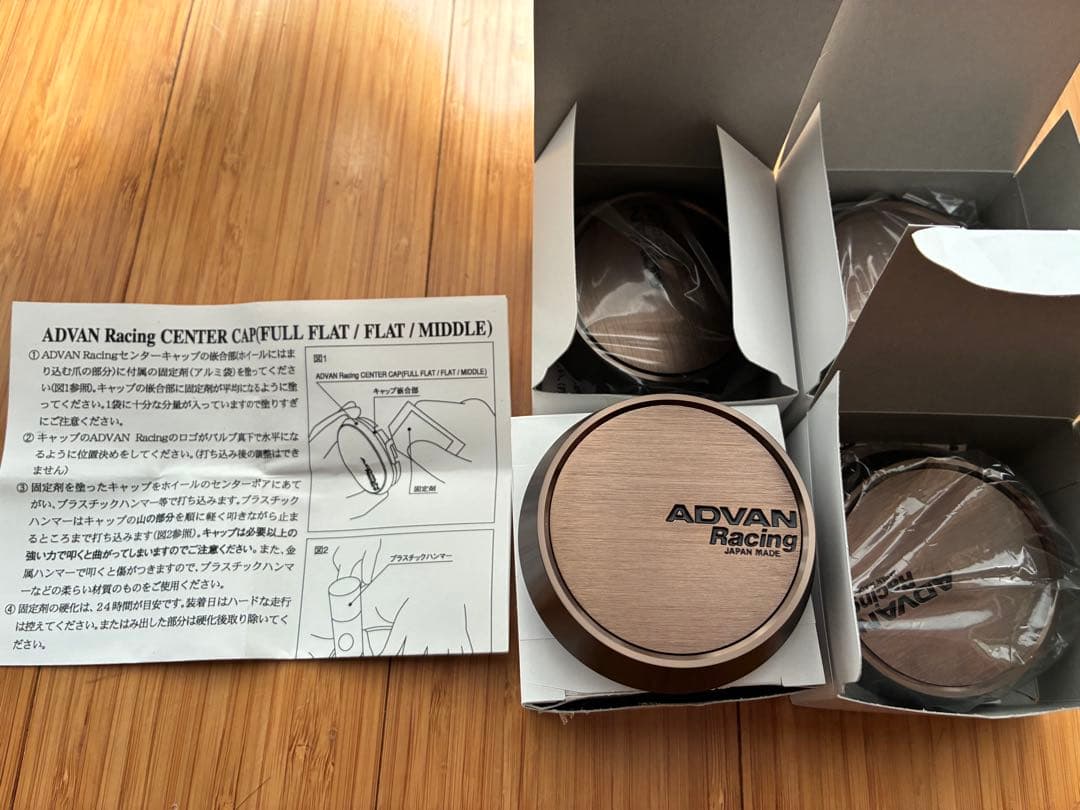 ADVAN Racing CENTER CAP(FULL FLAT / FLAT / MIDDLE)
① ADVAN Racingセンターキャップの嵌合部(ホイールにはま
り込む爪の部分)に付属の固定剤(アルミ袋)を塗ってくださ
い(図1参照)。キャップの嵌合部に固定剤が平均になるように塗
ってください。1袋に十分な分量が入っていますので塗りすぎ
にご注意ください。
② キャップのADVAN Racingのロゴがバルブ真下で水平にな
るように位置決めをしてください。(打ち込み後の調整はでき
ません)
③ 固定剤を塗ったキャップをホイールのセンターボアにあて
がい、プラスチックハンマー等で打ち込みます。プラスチック
ハンマーはキャップの山の部分を順に軽く叩きながら止ま
るところまで打ち込みます(図2参照)。キャップは必要以上の
強い力で叩くと曲がってしまいますのでご注意ください。また、金
属ハンマーで叩くと傷がつきますので、プラスチックハンマ
ーなどの柔らい材質のものをご使用ください。
④ 固定剤の硬化は、24時間が目安です。装着日はハードな走行
は控えてください。またはみ出した部分は硬化後取り除いてく
ださい。
図1
ADVAN Racing CENTER CAP(FULL FLAT / FLAT / MIDDLE)
キャップ嵌合部
固定剤
図2
プラスチックハンマー
ADVAN
Racing
JAPAN MADE
ADVAN
Racing